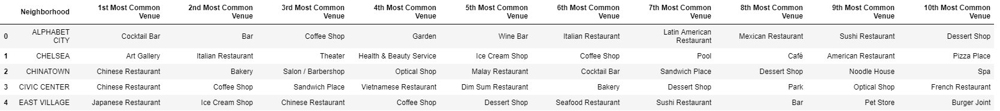 Neighborhood 1st Most Common Venue 2nd Most Common Venue 3rd Most Common Venue 4th Most Common Venue 5th Most Common Venue 6th Most Common Venue 7th Most Common Venue 8th Most Common Venue 9th Most Common Venue 10th Most Common Venue
0 ALPHABET CITY Cocktail Bar Bar Coffee Shop Garden Wine Bar Italian Restaurant Latin American Restaurant Mexican Restaurant Sushi Restaurant Dessert Shop
1 CHELSEA Art Gallery Italian Restaurant Theater Health & Beauty Service Ice Cream Shop Coffee Shop Pool Café American Restaurant Pizza Place
2 CHINATOWN Chinese Restaurant Bakery Salon / Barbershop Optical Shop Malay Restaurant Cocktail Bar Sandwich Place Dessert Shop Noodle House Spa
3 CIVIC CENTER Chinese Restaurant Coffee Shop Sandwich Place Vietnamese Restaurant Dim Sum Restaurant Bakery Dessert Shop Park Optical Shop French Restaurant
4 EAST VILLAGE Japanese Restaurant Ice Cream Shop Chinese Restaurant Coffee Shop Dessert Shop Seafood Restaurant Sushi Restaurant Bar Pet Store Burger Joint